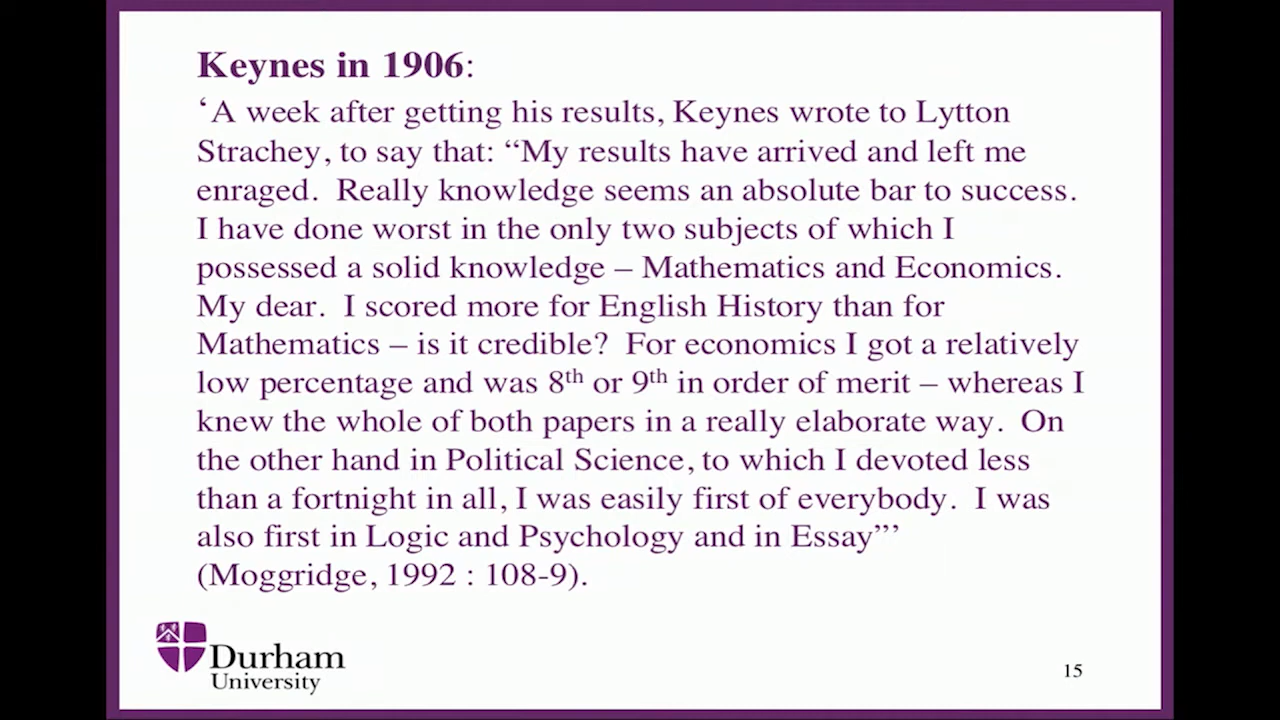 Keynes in 1906:
‘A week after getting his results, Keynes wrote to Lytton
Strachey, to say that: “My results have arrived and left me
enraged.  Really knowledge seems an absolute bar to success.
I have done worst in the only two subjects of which I
possessed a solid knowledge – Mathematics and Economics.
My dear.  I scored more for English History than for
Mathematics – is it credible?  For economics I got a relatively
low percentage and was 8th or 9th in order of merit – whereas I
knew the whole of both papers in a really elaborate way.  On
the other hand in Political Science, to which I devoted less
than a fortnight in all, I was easily first of everybody.  I was
also first in Logic and Psychology and in Essay”’
(Moggridge, 1992 : 108-9).
Durham
University
15